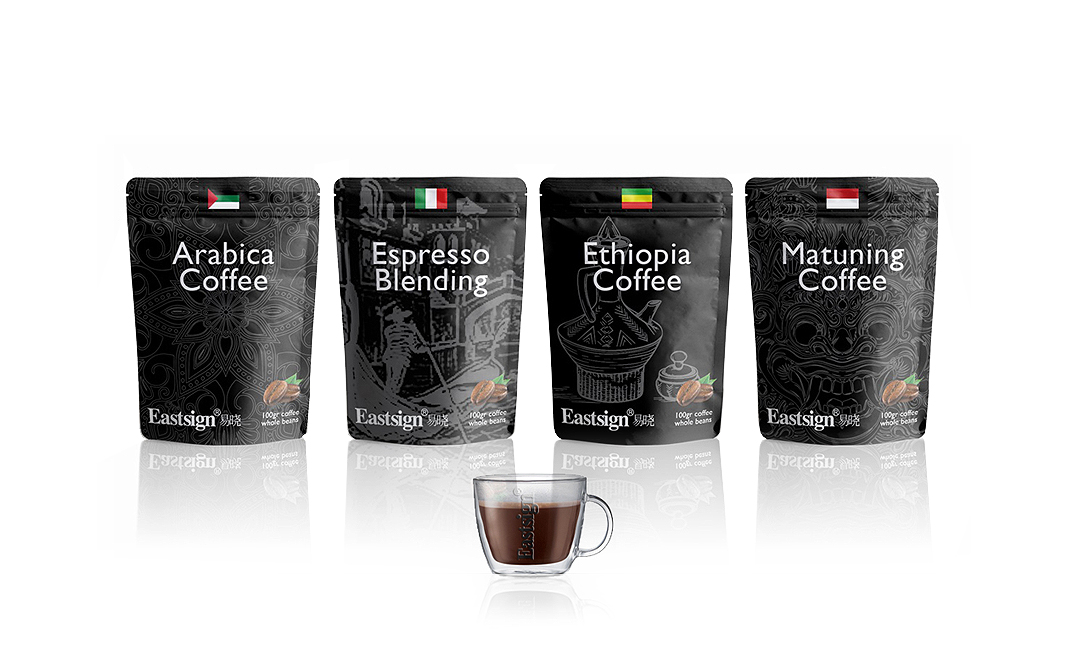 Arabica
Coffee
100gr coffee
whole beans
Eastsign® 易晓
Espresso
Blending
100gr coffee
whole beans
Eastsign® 易晓
Ethiopia
Coffee
100gr coffee
whole beans
Eastsign® 易晓
Matuning
Coffee
100gr coffee
whole beans
Eastsign® 易晓
Eastsign®